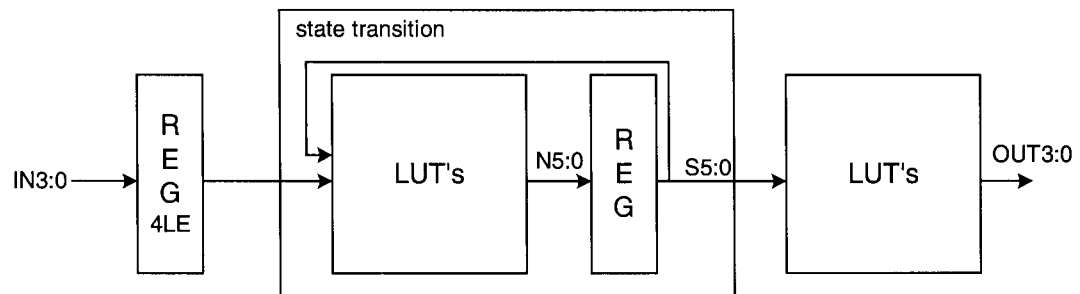 state transition
IN3:0
R
E
G
4LE
LUT's
N5:0
R
E
G
S5:0
LUT's
OUT3:0